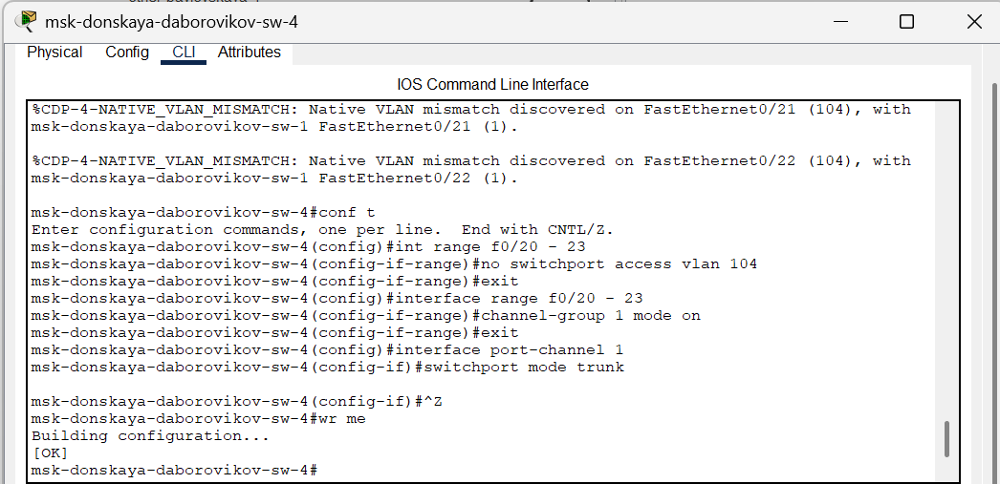 msk-donskaya-daborovikov-sw-4
Physical Config CLI Attributes
IOS Command Line Interface
%CDP-4-NATIVE_VLAN_MISMATCH: Native VLAN mismatch discovered on FastEthernet0/21 (104), with
msk-donskaya-daborovikov-sw-1 FastEthernet0/21 (1).
%CDP-4-NATIVE_VLAN_MISMATCH: Native VLAN mismatch discovered on FastEthernet0/22 (104), with
msk-donskaya-daborovikov-sw-1 FastEthernet0/22 (1).
msk-donskaya-daborovikov-sw-4#conf t
Enter configuration commands, one per line.  End with CNTL/Z.
msk-donskaya-daborovikov-sw-4(config)#int range f0/20 - 23
msk-donskaya-daborovikov-sw-4(config-if-range)#no switchport access vlan 104
msk-donskaya-daborovikov-sw-4(config-if-range)#exit
msk-donskaya-daborovikov-sw-4(config)#interface range f0/20 - 23
msk-donskaya-daborovikov-sw-4(config-if-range)#channel-group 1 mode on
msk-donskaya-daborovikov-sw-4(config-if-range)#exit
msk-donskaya-daborovikov-sw-4(config)#interface port-channel 1
msk-donskaya-daborovikov-sw-4(config-if)#switchport mode trunk
msk-donskaya-daborovikov-sw-4(config-if)#^Z
msk-donskaya-daborovikov-sw-4#wr me
Building configuration...
[OK]
msk-donskaya-daborovikov-sw-4#